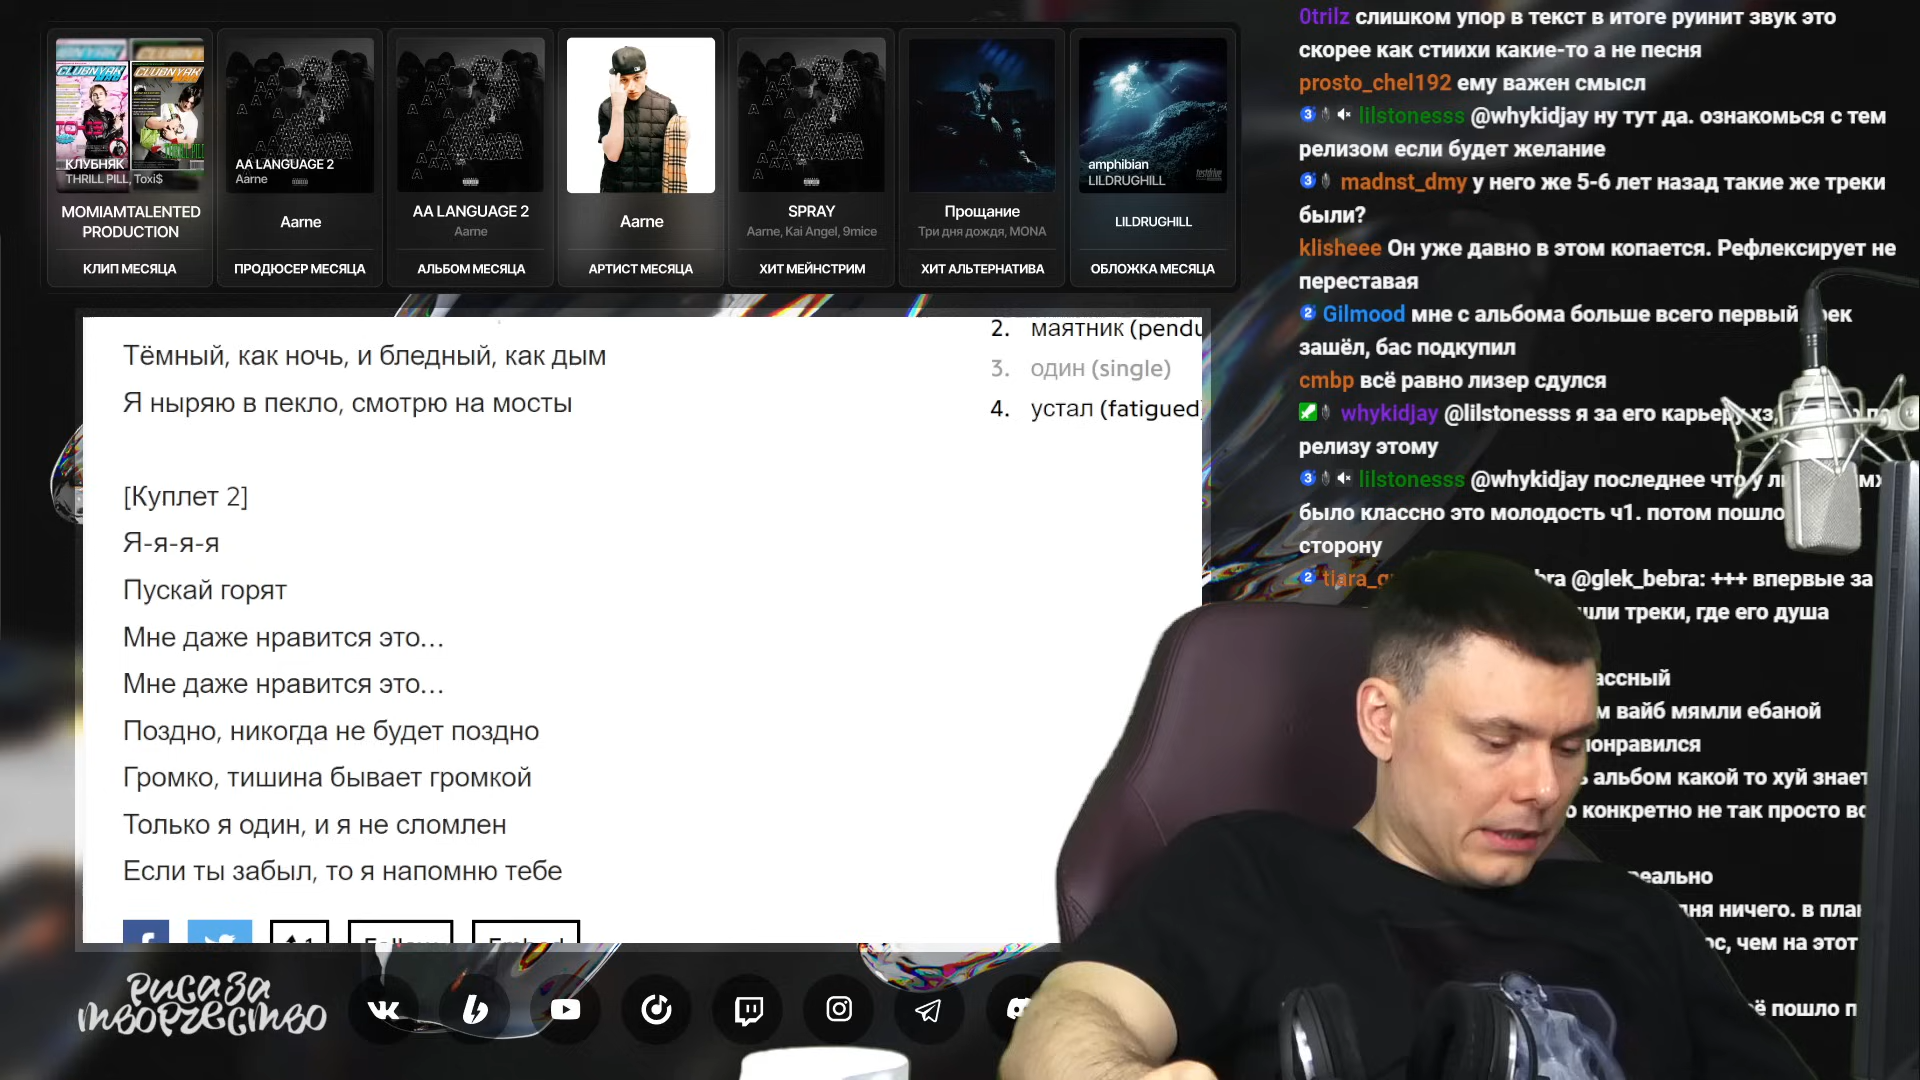 КЛУБНЯК
THRILL PILL, Toxi$
MOMIAMTALENTED
PRODUCTION
КЛИП МЕСЯЦА
AA LANGUAGE 2
Aarne
Aarne
ПРОДЮСЕР МЕСЯЦА
AA LANGUAGE 2
Aarne
АЛЬБОМ МЕСЯЦА
Aarne
АРТИСТ МЕСЯЦА
SPRAY
Aarne, Kai Angel, 9mice
ХИТ МЕЙНСТРИМ
Прощание
Три дня дождя, MONA
ХИТ АЛЬТЕРНАТИВА
amphibian
LILDRUGHILL
LILDRUGHILL
ОБЛОЖКА МЕСЯЦА
Тёмный, как ночь, и бледный, как дым
Я ныряю в пекло, смотрю на мосты
[Куплет 2]
Я-я-я-я
Пускай горят
Мне даже нравится это…
Мне даже нравится это…
Поздно, никогда не будет поздно
Громко, тишина бывает громкой
Только я один, и я не сломлен
Если ты забыл, то я напомню тебе
2. маятник (pendu
3. один (single)
4. устал (fatigued)
РИСАЗА
ТВОРЧЕСТВО
0trilz слишком упор в текст в итоге руинит звук это
скорее как стиихи какие-то а не песня
prosto_chel192 ему важен смысл
lilstonesss @whykidjay ну тут да. ознакомься с тем
релизом если будет желание
madnst_dmy у него же 5-6 лет назад такие же треки
были?
klisheee Он уже давно в этом копается. Рефлексирует не
переставая
Gilmood мне с альбома больше всего первый рек
зашёл, бас подкупил
cmbp всё равно лизер сдулся
whykidjay @lilstonesss я за его карьеру хз,
релизу этому
lilstonesss @whykidjay последнее что у
было классно это молодость ч1. потом пошло
сторону
@glek_bebra: +++ впервые за
треки, где его душа
вайб мямли ебаной
понравился
альбом какой то хуй знает
конкретно не так просто
реально
ничего. в
чем на этот
пошло